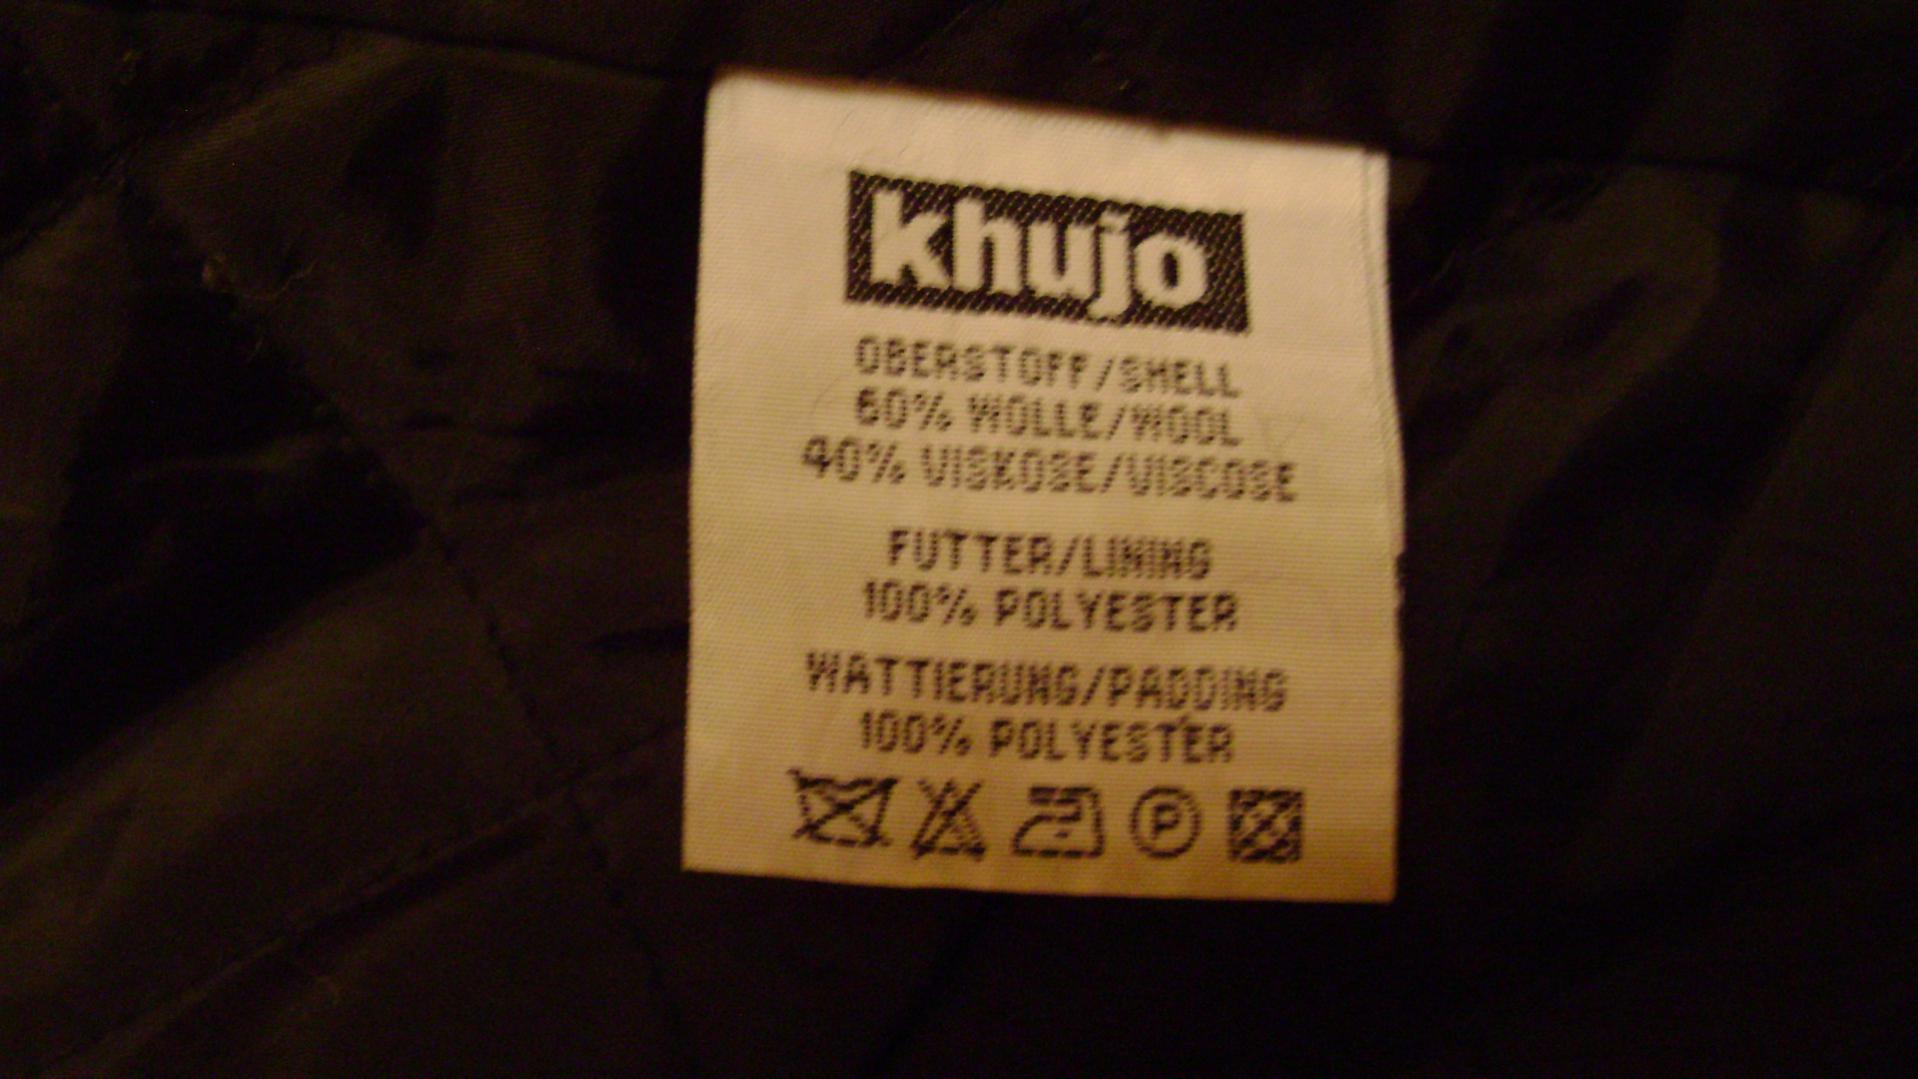 khujo
OBERSTOFF/SHELL
60% WOLLE/WOOL
40% VISKOSE/VISCOSE
FUTTER/LINING
100% POLYESTER
WATTIERUNG/PADDING
100% POLYESTER
P